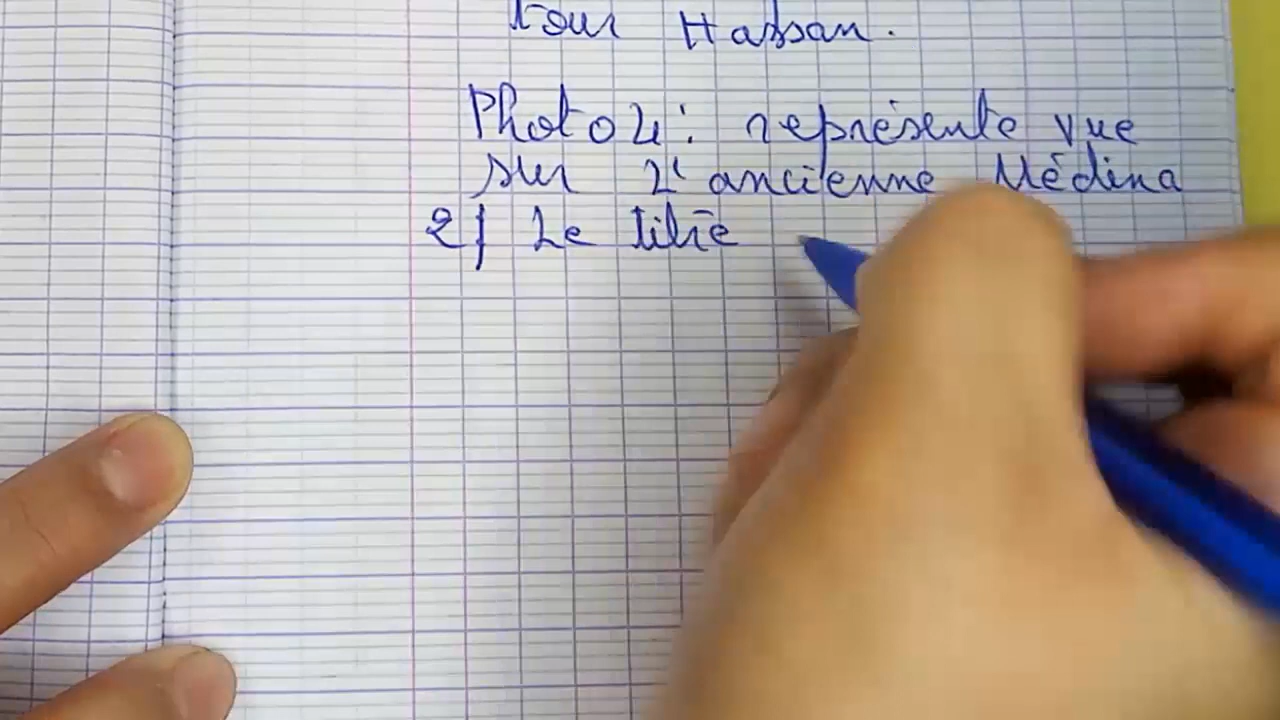 tour Hassan.
Photo 4: représente vue
sur l'ancienne Médina
2) Le titre